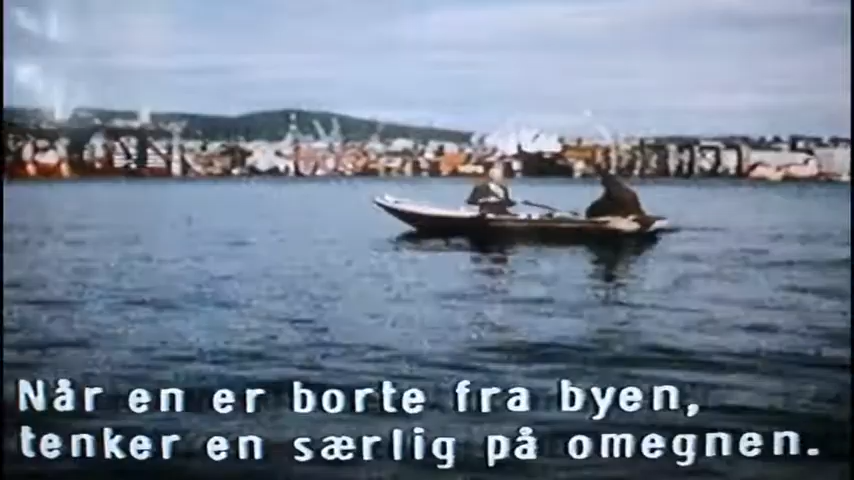 Når en er borte fra byen,
tenker en særlig på omegnen.